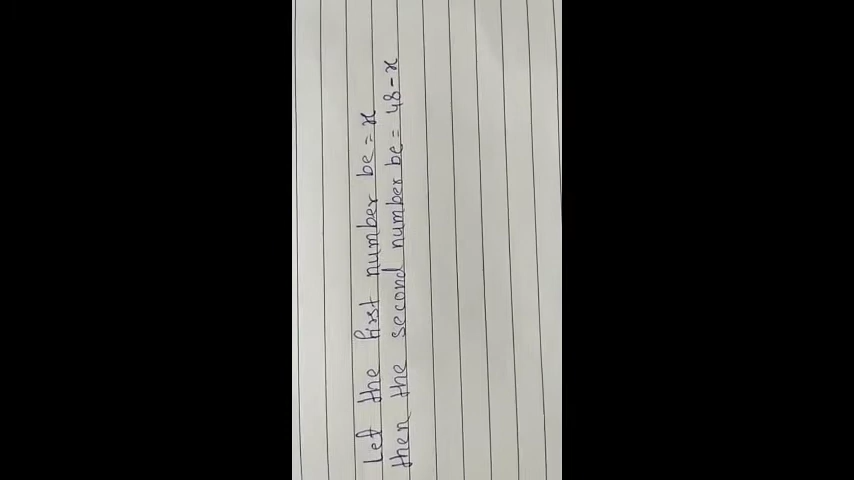 Let the first number be = x
then the second number be = 48 - x